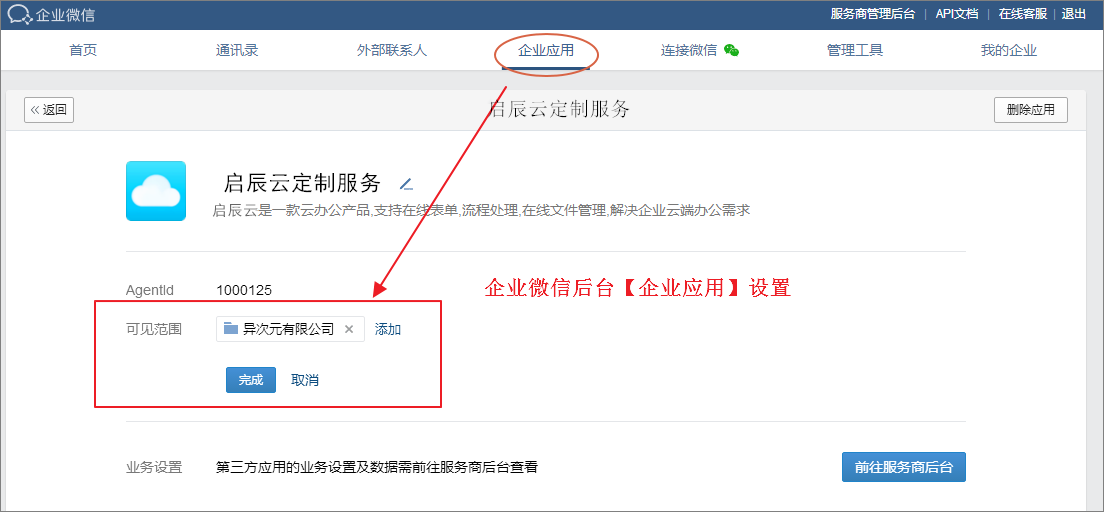 企业微信
服务商管理后台 | API文档 | 在线客服 | 退出
首页 通讯录 外部联系人 企业应用 连接微信 管理工具 我的企业
« 返回 启辰云定制服务 删除应用
启辰云定制服务
启辰云是一款云办公产品,支持在线表单,流程处理,在线文件管理,解决企业云端办公需求
AgentId 1000125
企业微信后台【企业应用】设置
可见范围 异次元有限公司 × 添加
完成 取消
业务设置 第三方应用的业务设置及数据需前往服务商后台查看 前往服务商后台